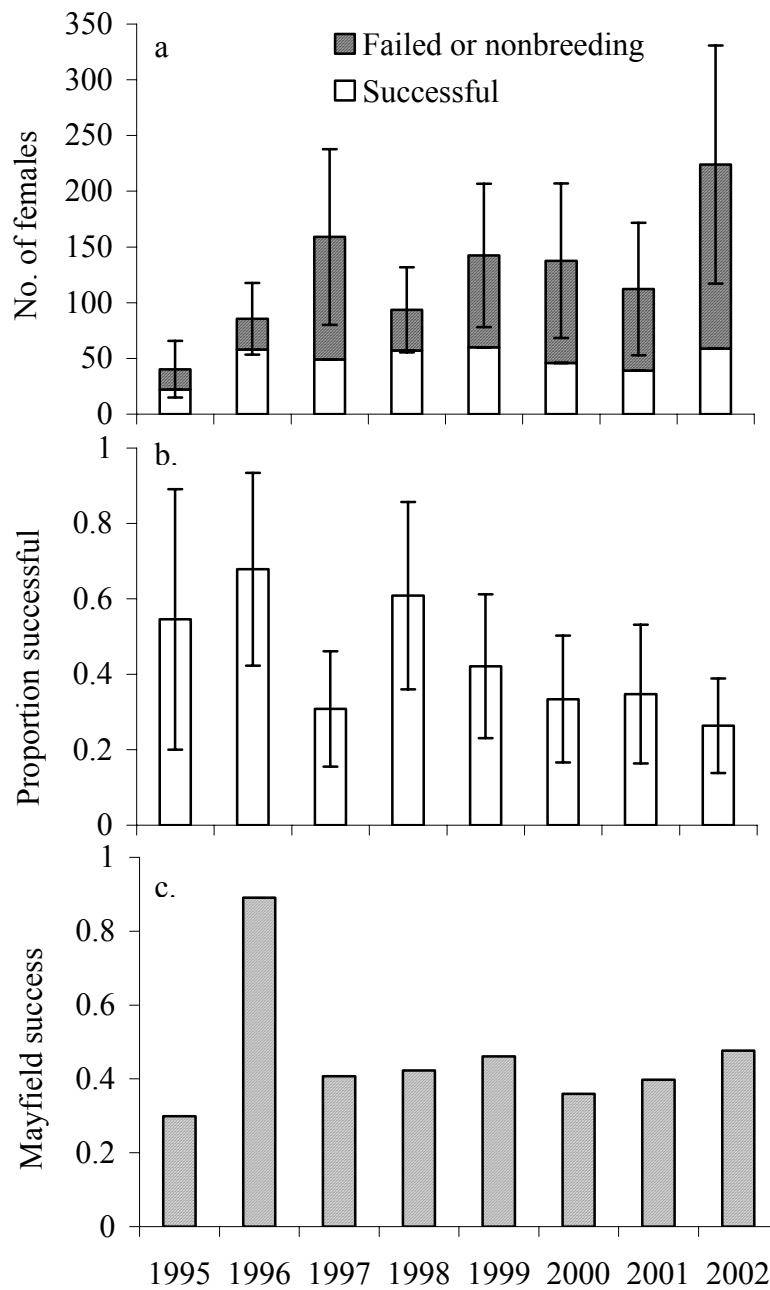 a
Failed or nonbreeding
Successful
No. of females
350
300
250
200
150
100
50
0
b.
Proportion successful
1
0.8
0.6
0.4
0.2
0
c.
Mayfield success
1
0.8
0.6
0.4
0.2
0
1995 1996 1997 1998 1999 2000 2001 2002